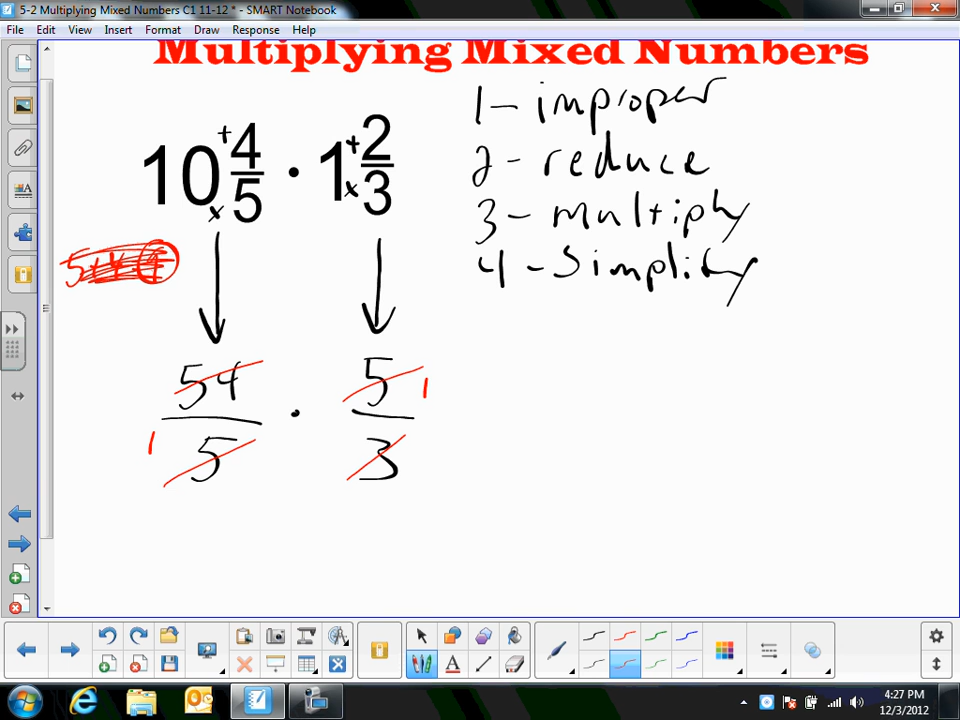 5-2 Multiplying Mixed Numbers C1 11-12 * - SMART Notebook
File Edit View Insert Format Draw Response Help
Multiplying Mixed Numbers
10 + 4/5 x · 1 + 2/3 x
1 - improper
2 - reduce
3 - multiply
4 - Simplify
54/5 · 5/3
1 1
4:27 PM
12/3/2012